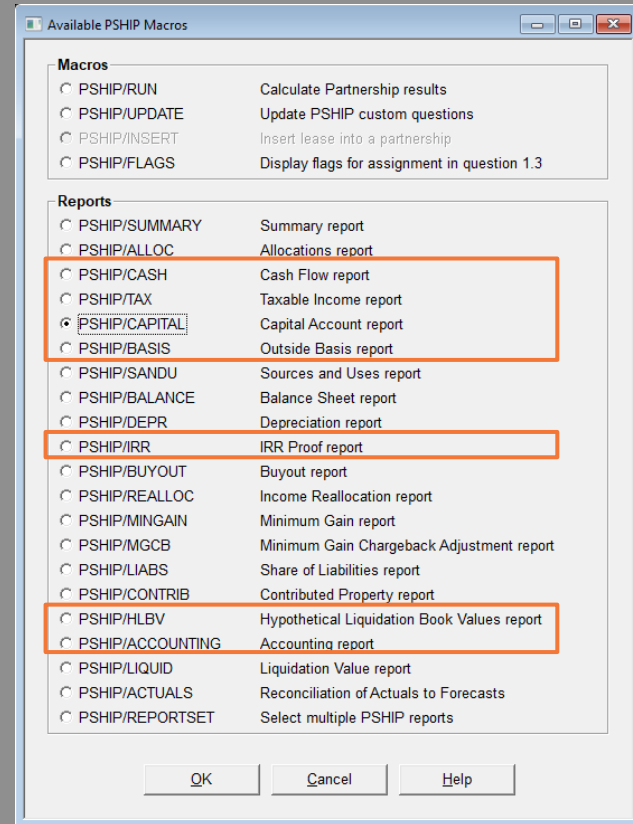 Available PSHIP Macros
Macros
PSHIP/RUN Calculate Partnership results
PSHIP/UPDATE Update PSHIP custom questions
PSHIP/INSERT Insert lease into a partnership
PSHIP/FLAGS Display flags for assignment in question 1.3
Reports
PSHIP/SUMMARY Summary report
PSHIP/ALLOC Allocations report
PSHIP/CASH Cash Flow report
PSHIP/TAX Taxable Income report
PSHIP/CAPITAL Capital Account report
PSHIP/BASIS Outside Basis report
PSHIP/SANDU Sources and Uses report
PSHIP/BALANCE Balance Sheet report
PSHIP/DEPR Depreciation report
PSHIP/IRR IRR Proof report
PSHIP/BUYOUT Buyout report
PSHIP/REALLOC Income Reallocation report
PSHIP/MINGAIN Minimum Gain report
PSHIP/MGCB Minimum Gain Chargeback Adjustment report
PSHIP/LIABS Share of Liabilities report
PSHIP/CONTRIB Contributed Property report
PSHIP/HLBV Hypothetical Liquidation Book Values report
PSHIP/ACCOUNTING Accounting report
PSHIP/LIQUID Liquidation Value report
PSHIP/ACTUALS Reconciliation of Actuals to Forecasts
PSHIP/REPORTSET Select multiple PSHIP reports
OK Cancel Help